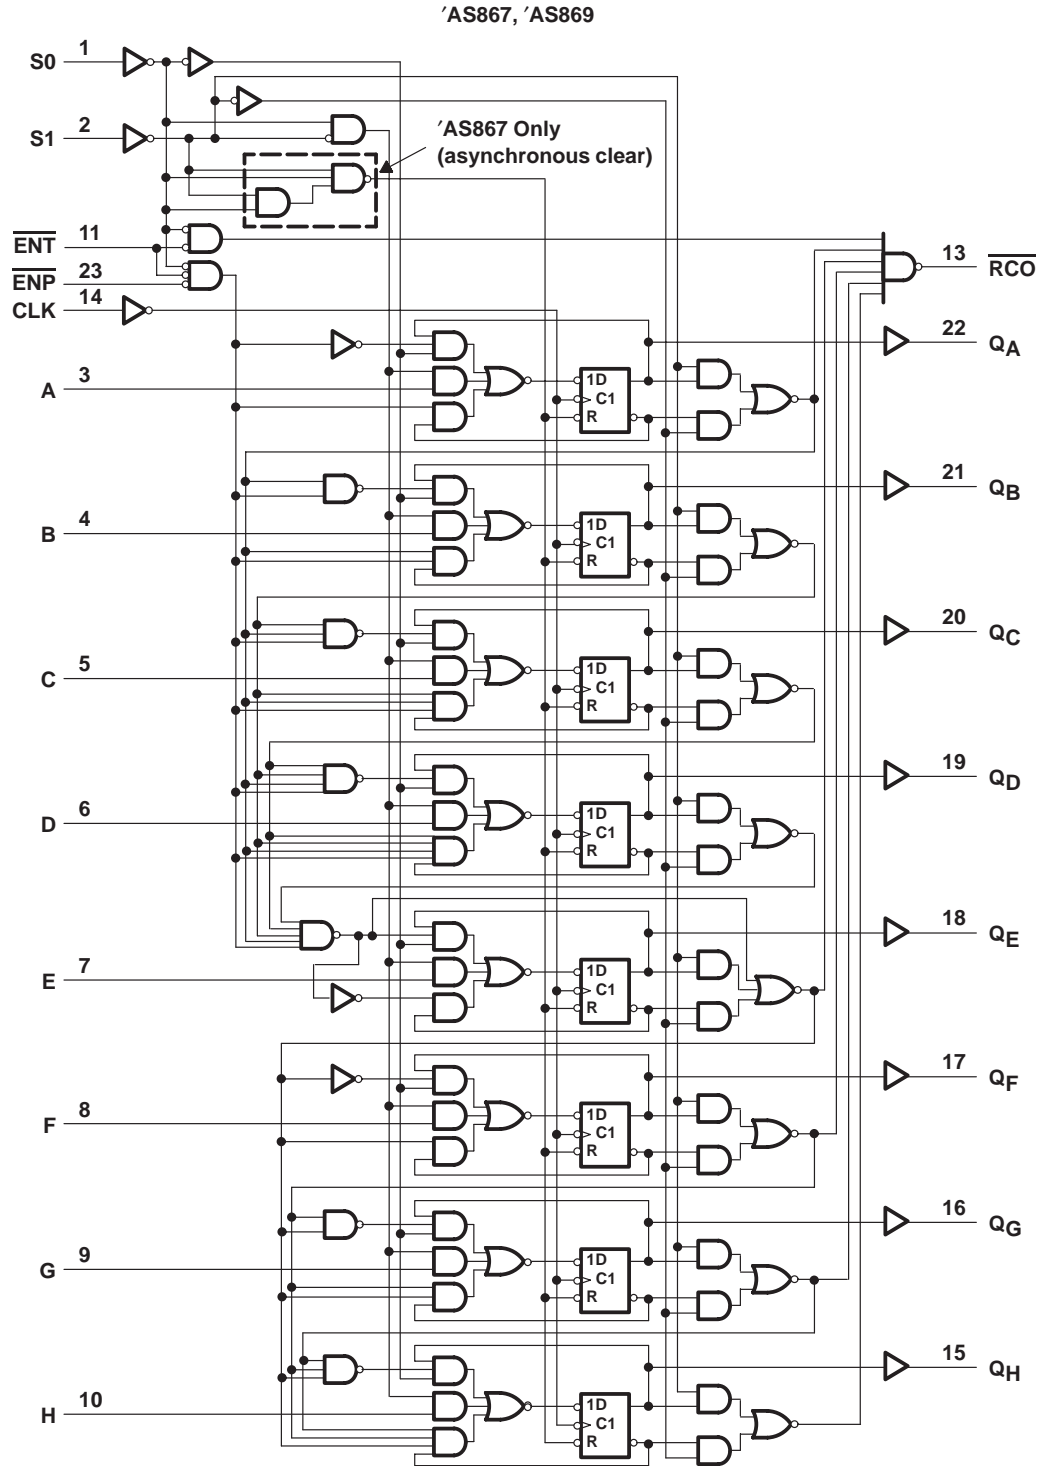 ′AS867, ′AS869
S0 1
S1 2
′AS867 Only
(asynchronous clear)
ENT 11
ENP 23
CLK 14
13 RCO
22 QA
A 3
1D
C1
R
21 QB
B 4
1D
C1
R
20 QC
C 5
1D
C1
R
19 QD
D 6
1D
C1
R
18 QE
E 7
1D
C1
R
17 QF
F 8
1D
C1
R
16 QG
G 9
1D
C1
R
15 QH
H 10
1D
C1
R